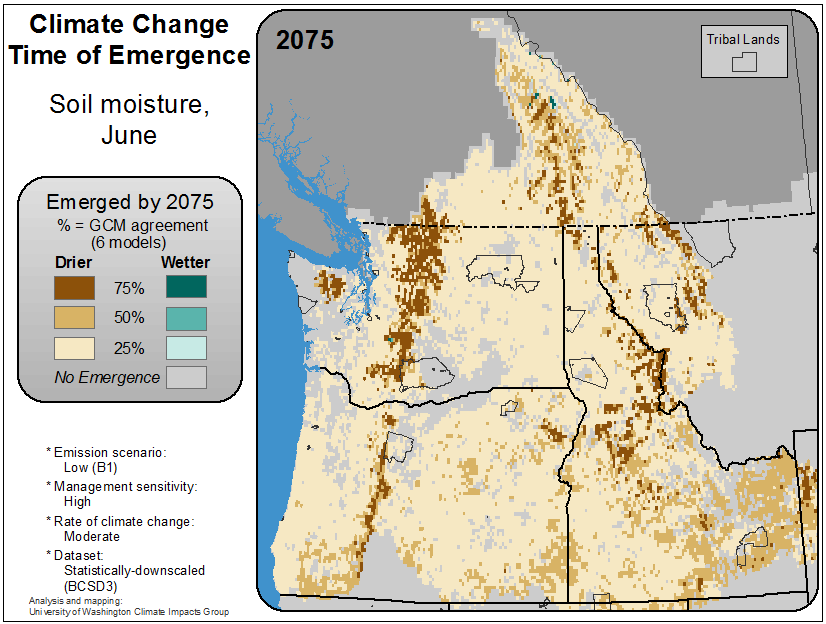 Climate Change
Time of Emergence
Soil moisture,
June
Emerged by 2075
% = GCM agreement
(6 models)
Drier
Wetter
75%
50%
25%
No Emergence
* Emission scenario:
Low (B1)
* Management sensitivity:
High
* Rate of climate change:
Moderate
* Dataset:
Statistically-downscaled
(BCSD3)
Analysis and mapping:
University of Washington Climate Impacts Group
2075
Tribal Lands